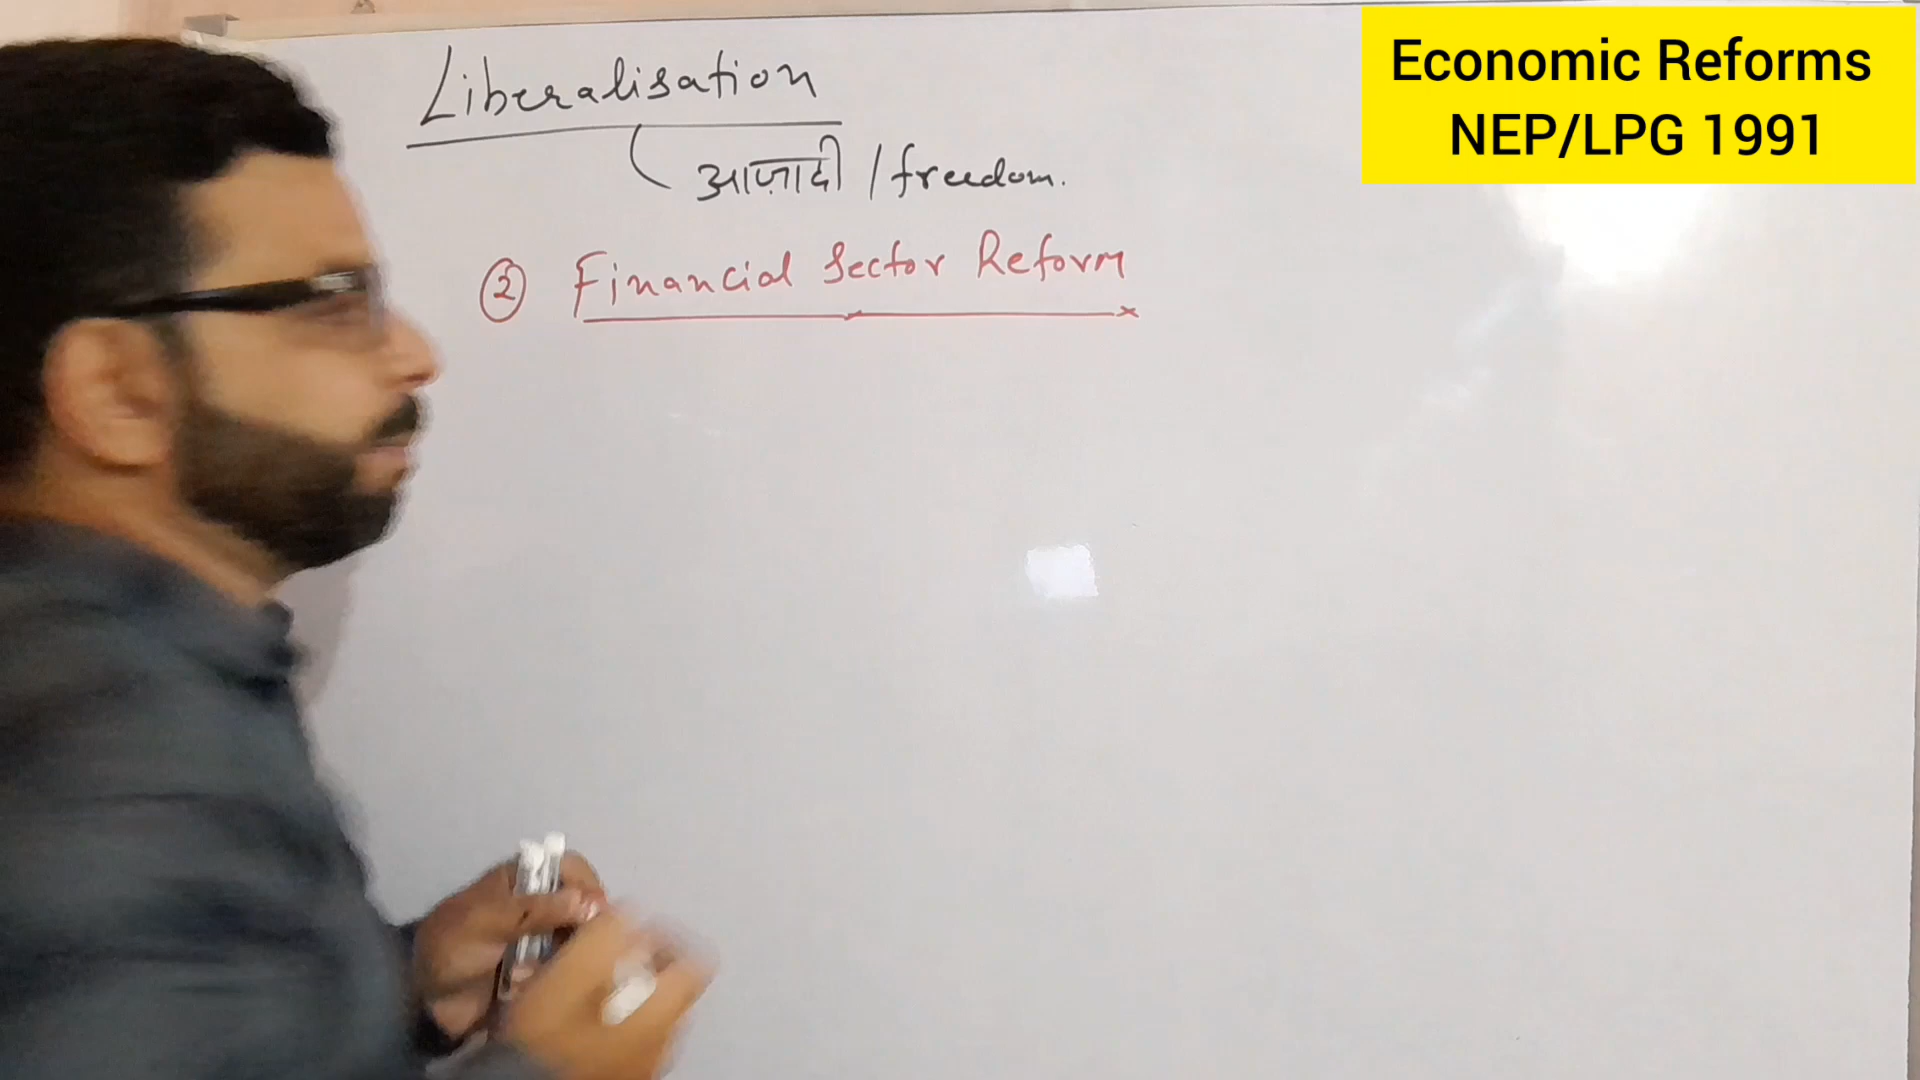 Liberalisation
आज़ादी / freedom.
② Financial Sector Reform
Economic Reforms
NEP/LPG 1991